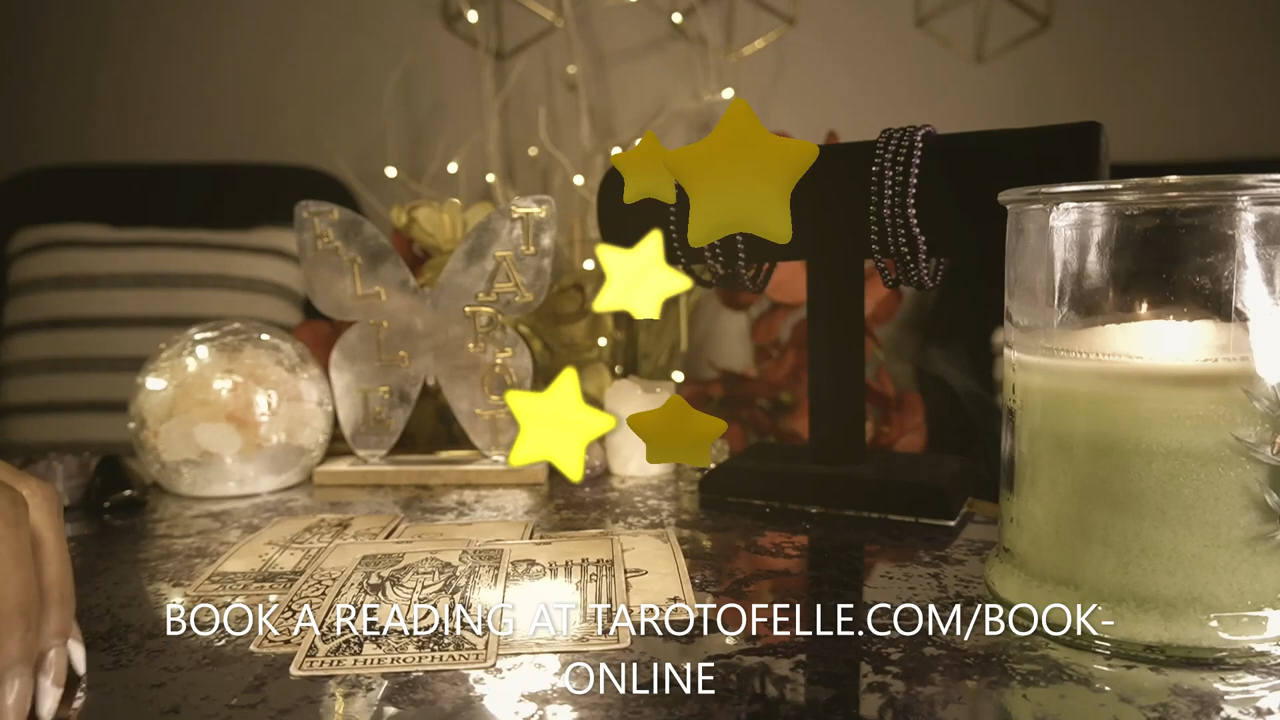 ELLE
TAROT
THE HIEROPHANT
BOOK A READING AT TAROTOFELLE.COM/BOOK-
ONLINE